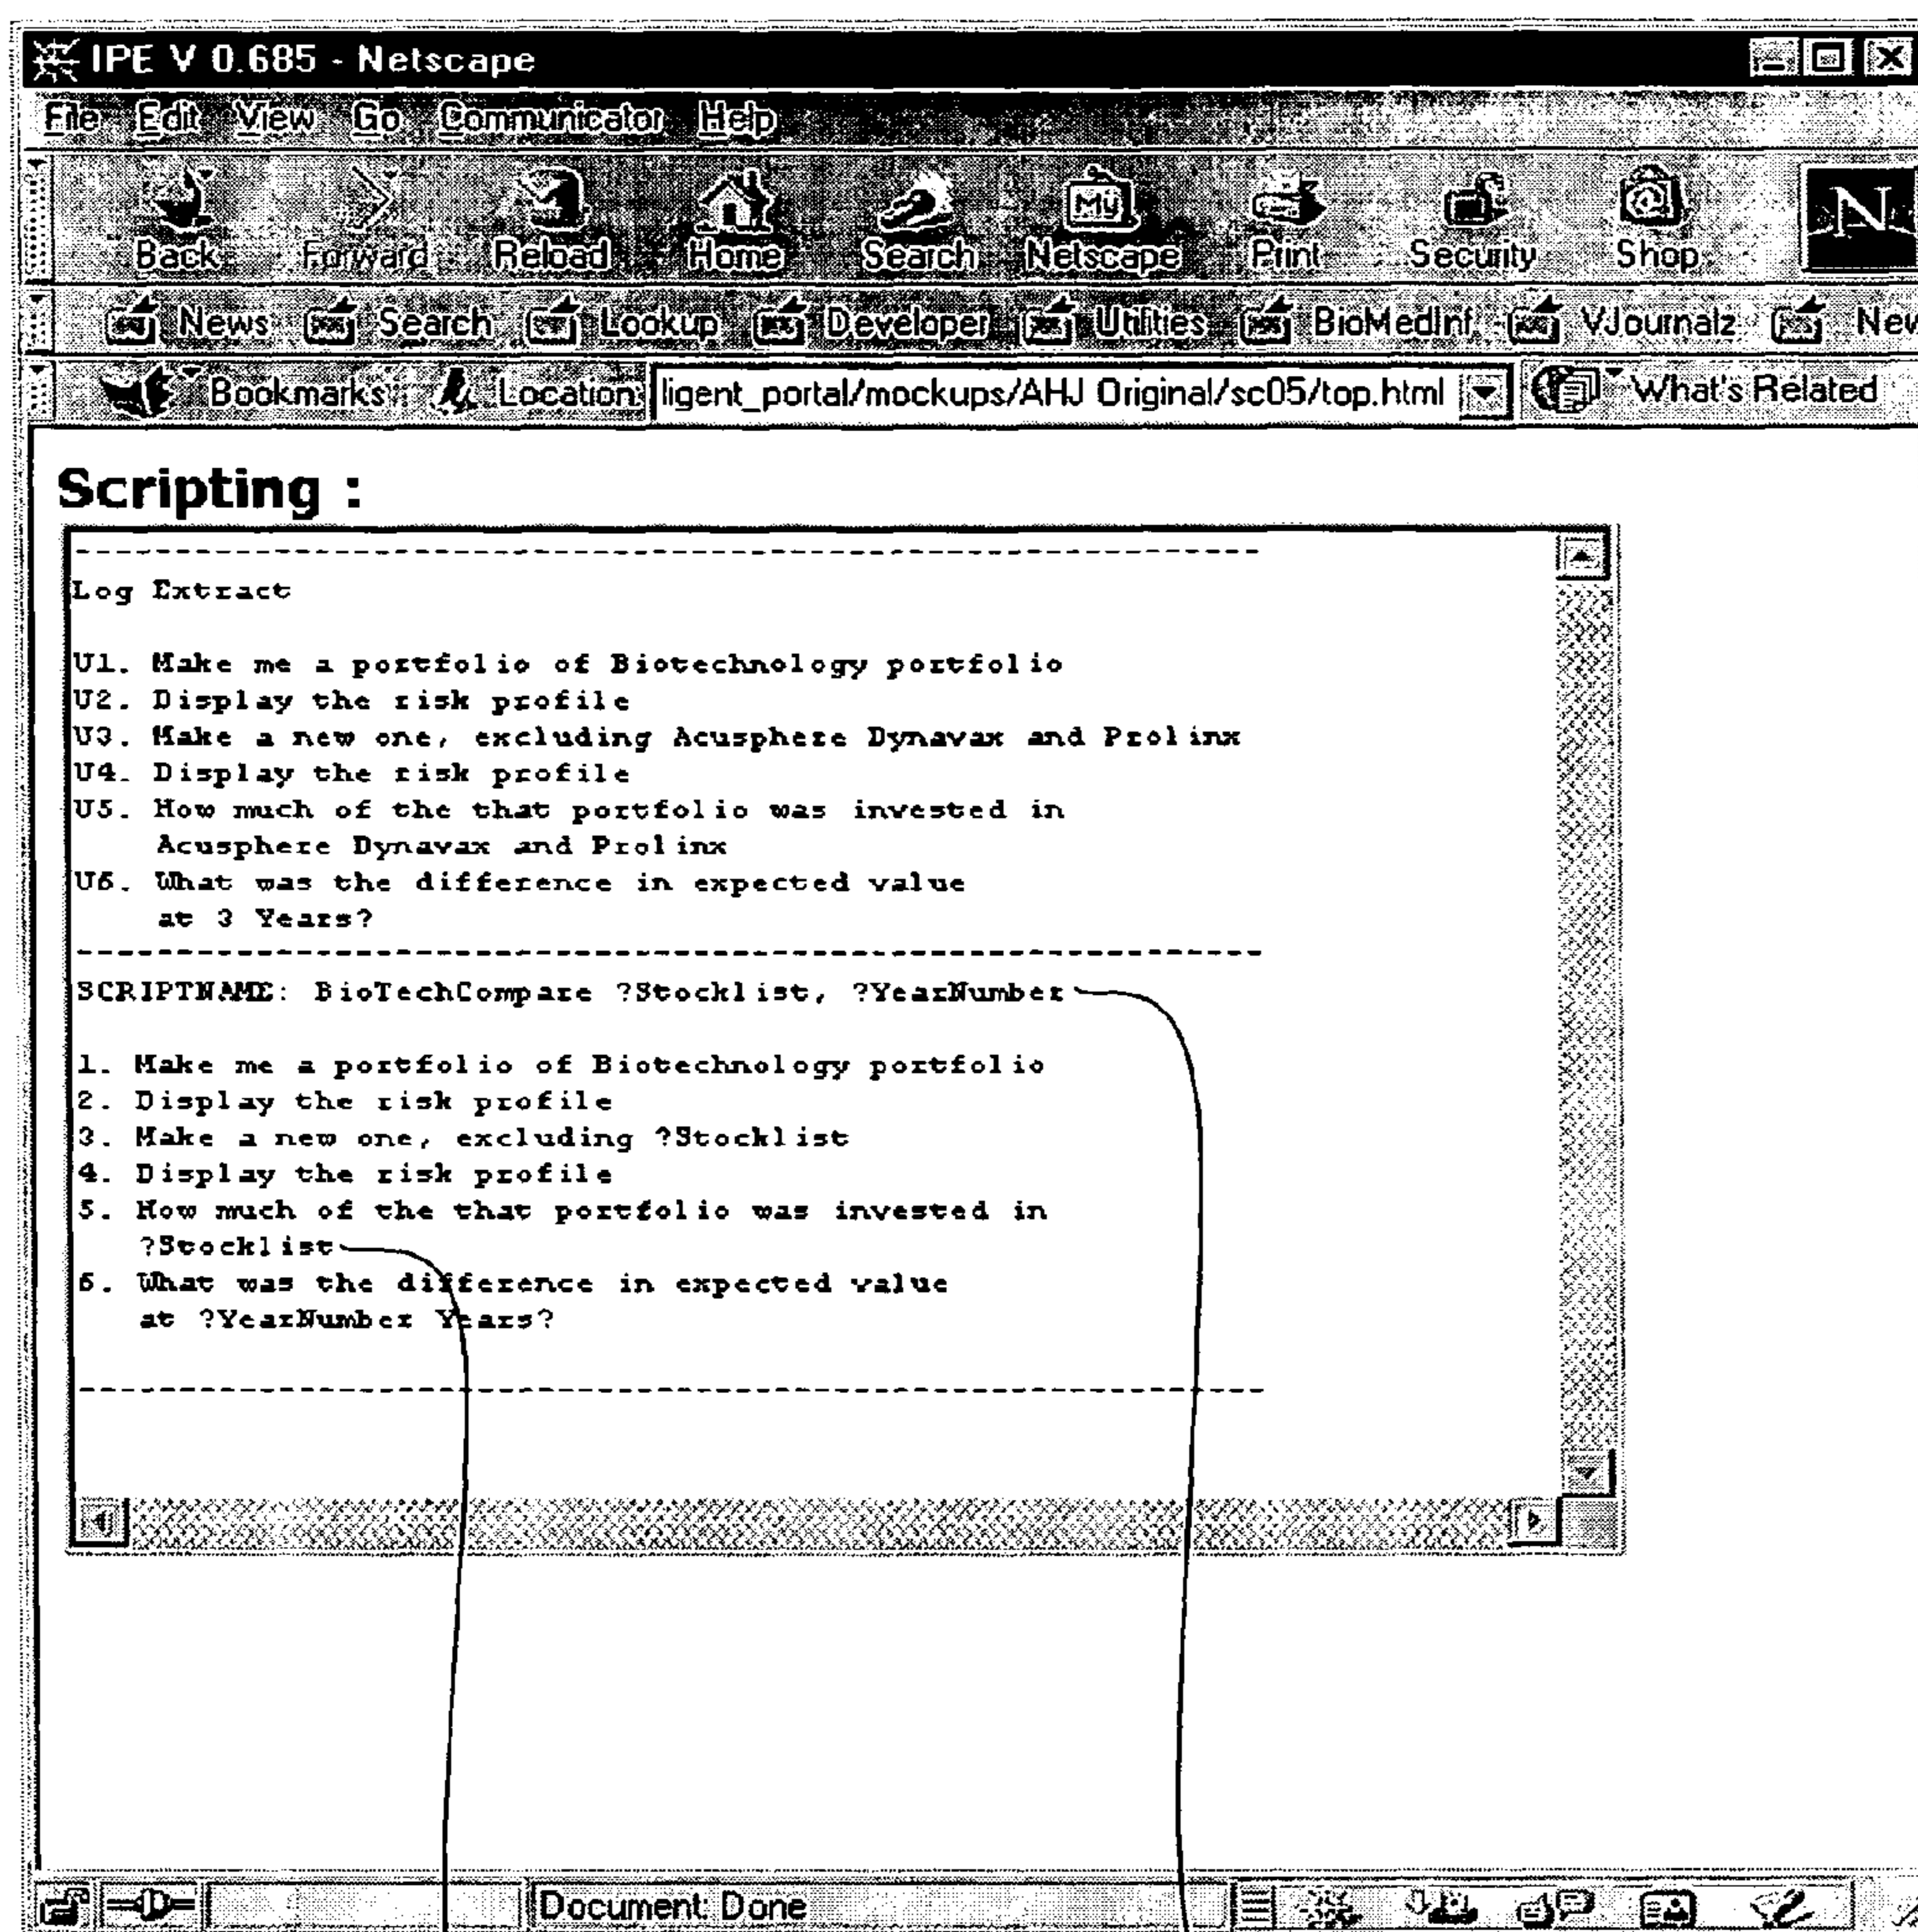 IPE V 0.685 - Netscape
File Edit View Go Communicator Help
Back Forward Reload Home Search Netscape Print Security Shop
My
N
News Search Lookup Developer Utilities BioMedInf VJournalz New
Bookmarks Location: ligent_portal/mockups/AHJ Original/sc05/top.html What's Related
Scripting :
Log Extract
U1. Make me a portfolio of Biotechnology portfolio
U2. Display the risk profile
U3. Make a new one, excluding Acusphere Dynavax and Prolinx
U4. Display the risk profile
U5. How much of the that portfolio was invested in
Acusphere Dynavax and Prolinx
U6. What was the difference in expected value
at 3 Years?
SCRIPTNAME: BioTechCompare ?Stocklist, ?YearNumber
1. Make me a portfolio of Biotechnology portfolio
2. Display the risk profile
3. Make a new one, excluding ?Stocklist
4. Display the risk profile
5. How much of the that portfolio was invested in
?Stocklist
6. What was the difference in expected value
at ?YearNumber Years?
Document: Done